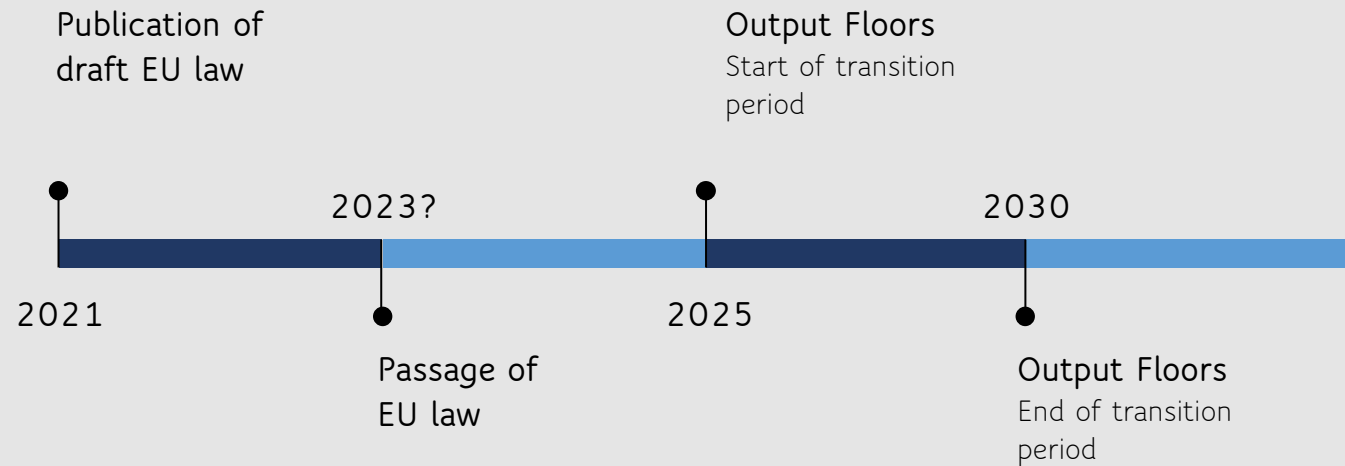 Publication of
draft EU law
Output Floors
Start of transition
period
2023?
2030
2021
2025
Passage of
EU law
Output Floors
End of transition
period